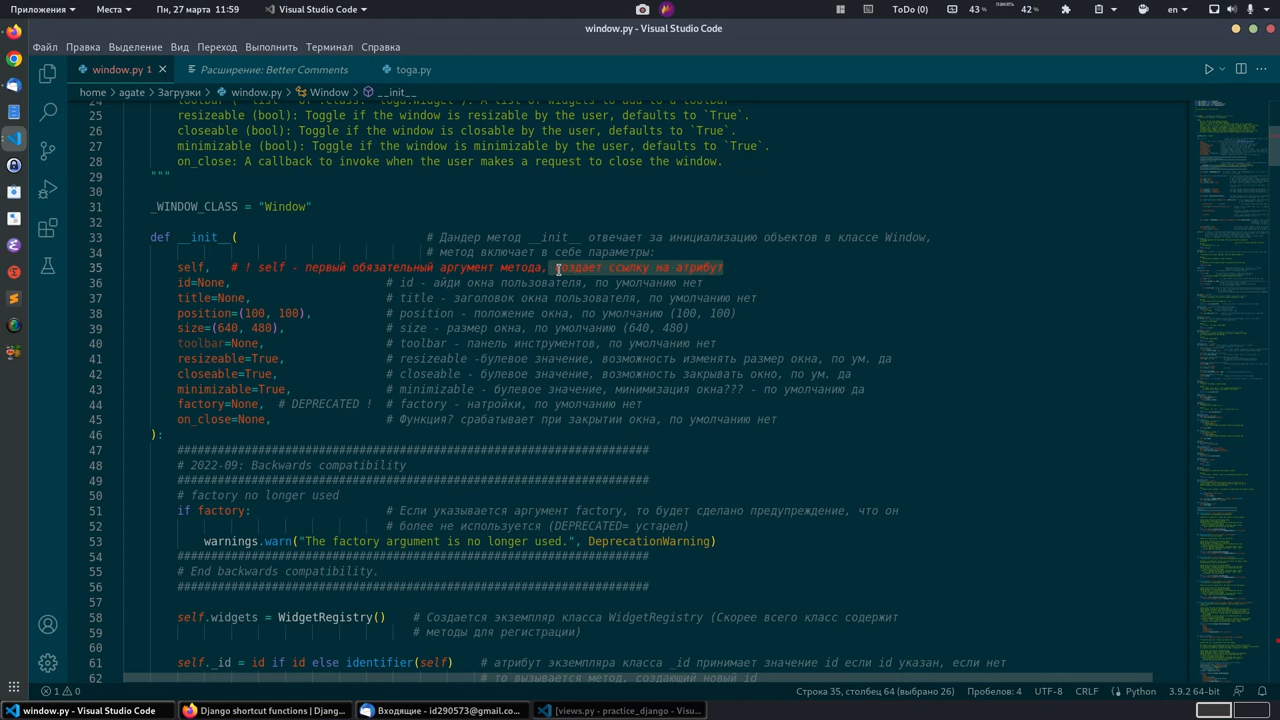 Приложения Места Пн, 27 марта 11:59 Visual Studio Code ToDo (0) 43 % память 42 % en
window.py - Visual Studio Code
Файл Правка Выделение Вид Переход Выполнить Терминал Справка
window.py 1 Расширение: Better Comments toga.py
home > agate > Загрузки > window.py > Window > __init__
25 resizeable (bool): Toggle if the window is resizable by the user, defaults to `True`.
26 closeable (bool): Toggle if the window is closable by the user, defaults to `True`.
27 minimizable (bool): Toggle if the window is minimizable by the user, defaults to `True`.
28 on_close: A callback to invoke when the user makes a request to close the window.
29 """
30
31 _WINDOW_CLASS = "Window"
32
33 def __init__( # Дандер метод __init__ отвечает за инициализацию объектов в классе Window,
34 # метод включает в себе параметры:
35 self, # ! self - первый обязательный аргумент метода, создает ссылку на атрибут
36 id=None, # id - айди окна пользователя, по умолчанию нет
37 title=None, # title - заголовок окна пользователя, по умолчанию нет
38 position=(100, 100), # position - положение окна, по умолчанию (100, 100)
39 size=(640, 480), # size - размер окна, по умолчанию (640, 480)
40 toolbar=None, # toolbar - панель инструментов, по умолчанию нет
41 resizeable=True, # resizeable -булевое значение, возможность изменять размер окна, по ум. да
42 closeable=True, # closeable - булевое значение, возможность закрывать окно, по ум. да
43 minimizable=True, # minimizable - булевое значение, минимизация окна??? - по умолчанию да
44 factory=None, # DEPRECATED ! # factory - натройки, по умолчанию нет
45 on_close=None, # Функция? срабатывает при закрытии окна, по умолчанию нет
46 ):
47 ######################################################################
48 # 2022-09: Backwards compatibility
49 ######################################################################
50 # factory no longer used
51 if factory: # Если указывается аргумент factory, то будет сделано предупреждение, что он
52 # более не используется (DEPRECATED= устарел)
53 warnings.warn("The factory argument is no longer used.", DeprecationWarning)
54 ######################################################################
55 # End backwards compatibility.
56 ######################################################################
57
58 self.widgets = WidgetRegistry() # Создается экземпляр класса WidgetRegistry (Скорее всего класс содержит
59 # методы для регистрации)
60
61 self._id = id if id else identifier(self) # атрибут экземпляра класса _id принимает значение id если id указан, если нет
62 # то вызывается метод, создающий новый id
1 0 Строка 35, столбец 64 (выбрано 26) Пробелов: 4 UTF-8 CRLF Python 3.9.2 64-bit
window.py - Visual Studio Code Django shortcut functions | Djang... Входящие - id290573@gmail.co... [views.py - practice_django - Visu...